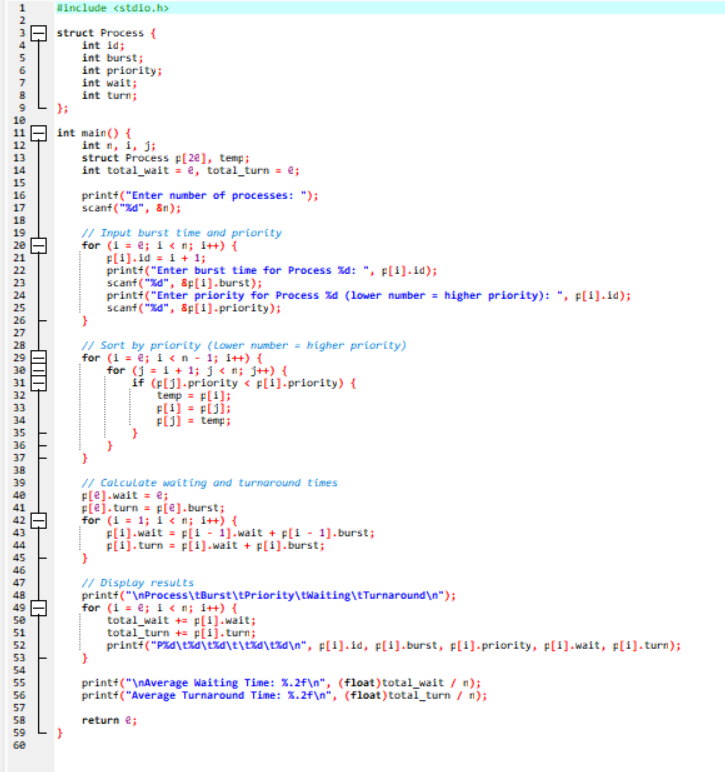 1 #include <stdio.h>
2
3 struct Process {
4     int id;
5     int burst;
6     int priority;
7     int wait;
8     int turn;
9 };
10
11 int main() {
12     int n, i, j;
13     struct Process p[20], temp;
14     int total_wait = 0, total_turn = 0;
15
16     printf("Enter number of processes: ");
17     scanf("%d", &n);
18
19     // Input burst time and priority
20     for (i = 0; i < n; i++) {
21         p[i].id = i + 1;
22         printf("Enter burst time for Process %d: ", p[i].id);
23         scanf("%d", &p[i].burst);
24         printf("Enter priority for Process %d (lower number = higher priority): ", p[i].id);
25         scanf("%d", &p[i].priority);
26     }
27
28     // Sort by priority (lower number = higher priority)
29     for (i = 0; i < n - 1; i++) {
30         for (j = i + 1; j < n; j++) {
31             if (p[j].priority < p[i].priority) {
32                 temp = p[i];
33                 p[i] = p[j];
34                 p[j] = temp;
35             }
36         }
37     }
38
39     // Calculate waiting and turnaround times
40     p[0].wait = 0;
41     p[0].turn = p[0].burst;
42     for (i = 1; i < n; i++) {
43         p[i].wait = p[i - 1].wait + p[i - 1].burst;
44         p[i].turn = p[i].wait + p[i].burst;
45     }
46
47     // Display results
48     printf("\nProcess\tBurst\tPriority\tWaiting\tTurnaround\n");
49     for (i = 0; i < n; i++) {
50         total_wait += p[i].wait;
51         total_turn += p[i].turn;
52         printf("P%d\t%d\t%d\t\t%d\t%d\n", p[i].id, p[i].burst, p[i].priority, p[i].wait, p[i].turn);
53     }
54
55     printf("\nAverage Waiting Time: %.2f\n", (float)total_wait / n);
56     printf("Average Turnaround Time: %.2f\n", (float)total_turn / n);
57
58     return 0;
59 }
60